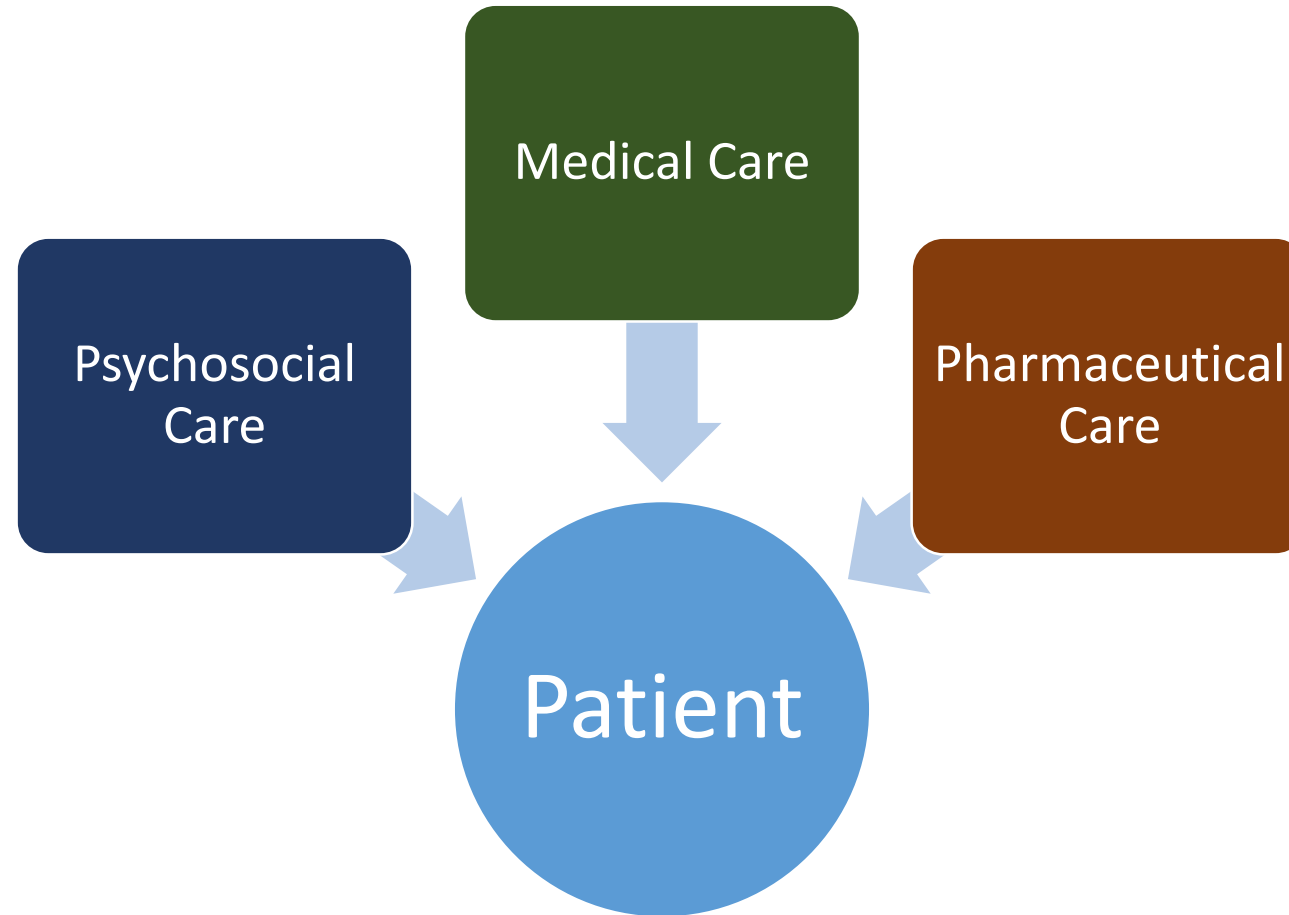 Medical Care
Psychosocial
Care
Pharmaceutical
Care
Patient